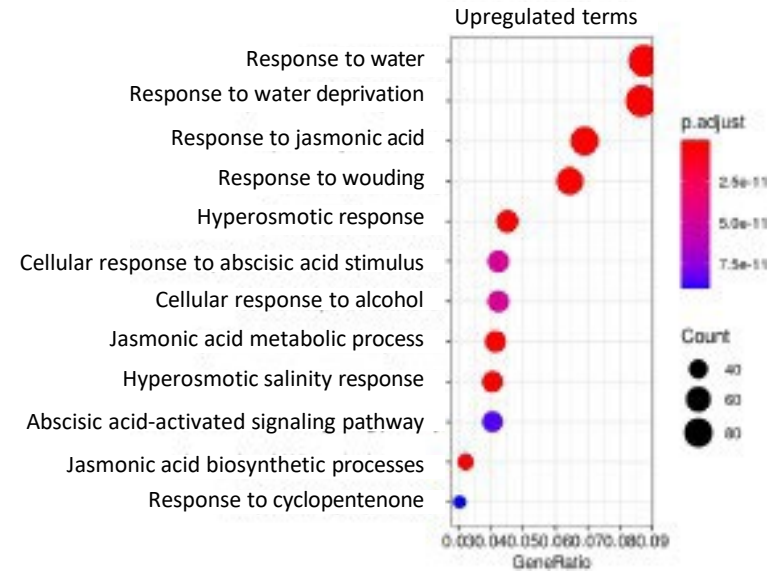 Upregulated terms
Response to water
Response to water deprivation
Response to jasmonic acid
Response to wouding
Hyperosmotic response
Cellular response to abscisic acid stimulus
Cellular response to alcohol
Jasmonic acid metabolic process
Hyperosmotic salinity response
Abscisic acid-activated signaling pathway
Jasmonic acid biosynthetic processes
Response to cyclopentenone
0.030.040.050.060.070.080.09
GeneRatio
p.adjust
2.5e-11
5.0e-11
7.5e-11
Count
40
60
80